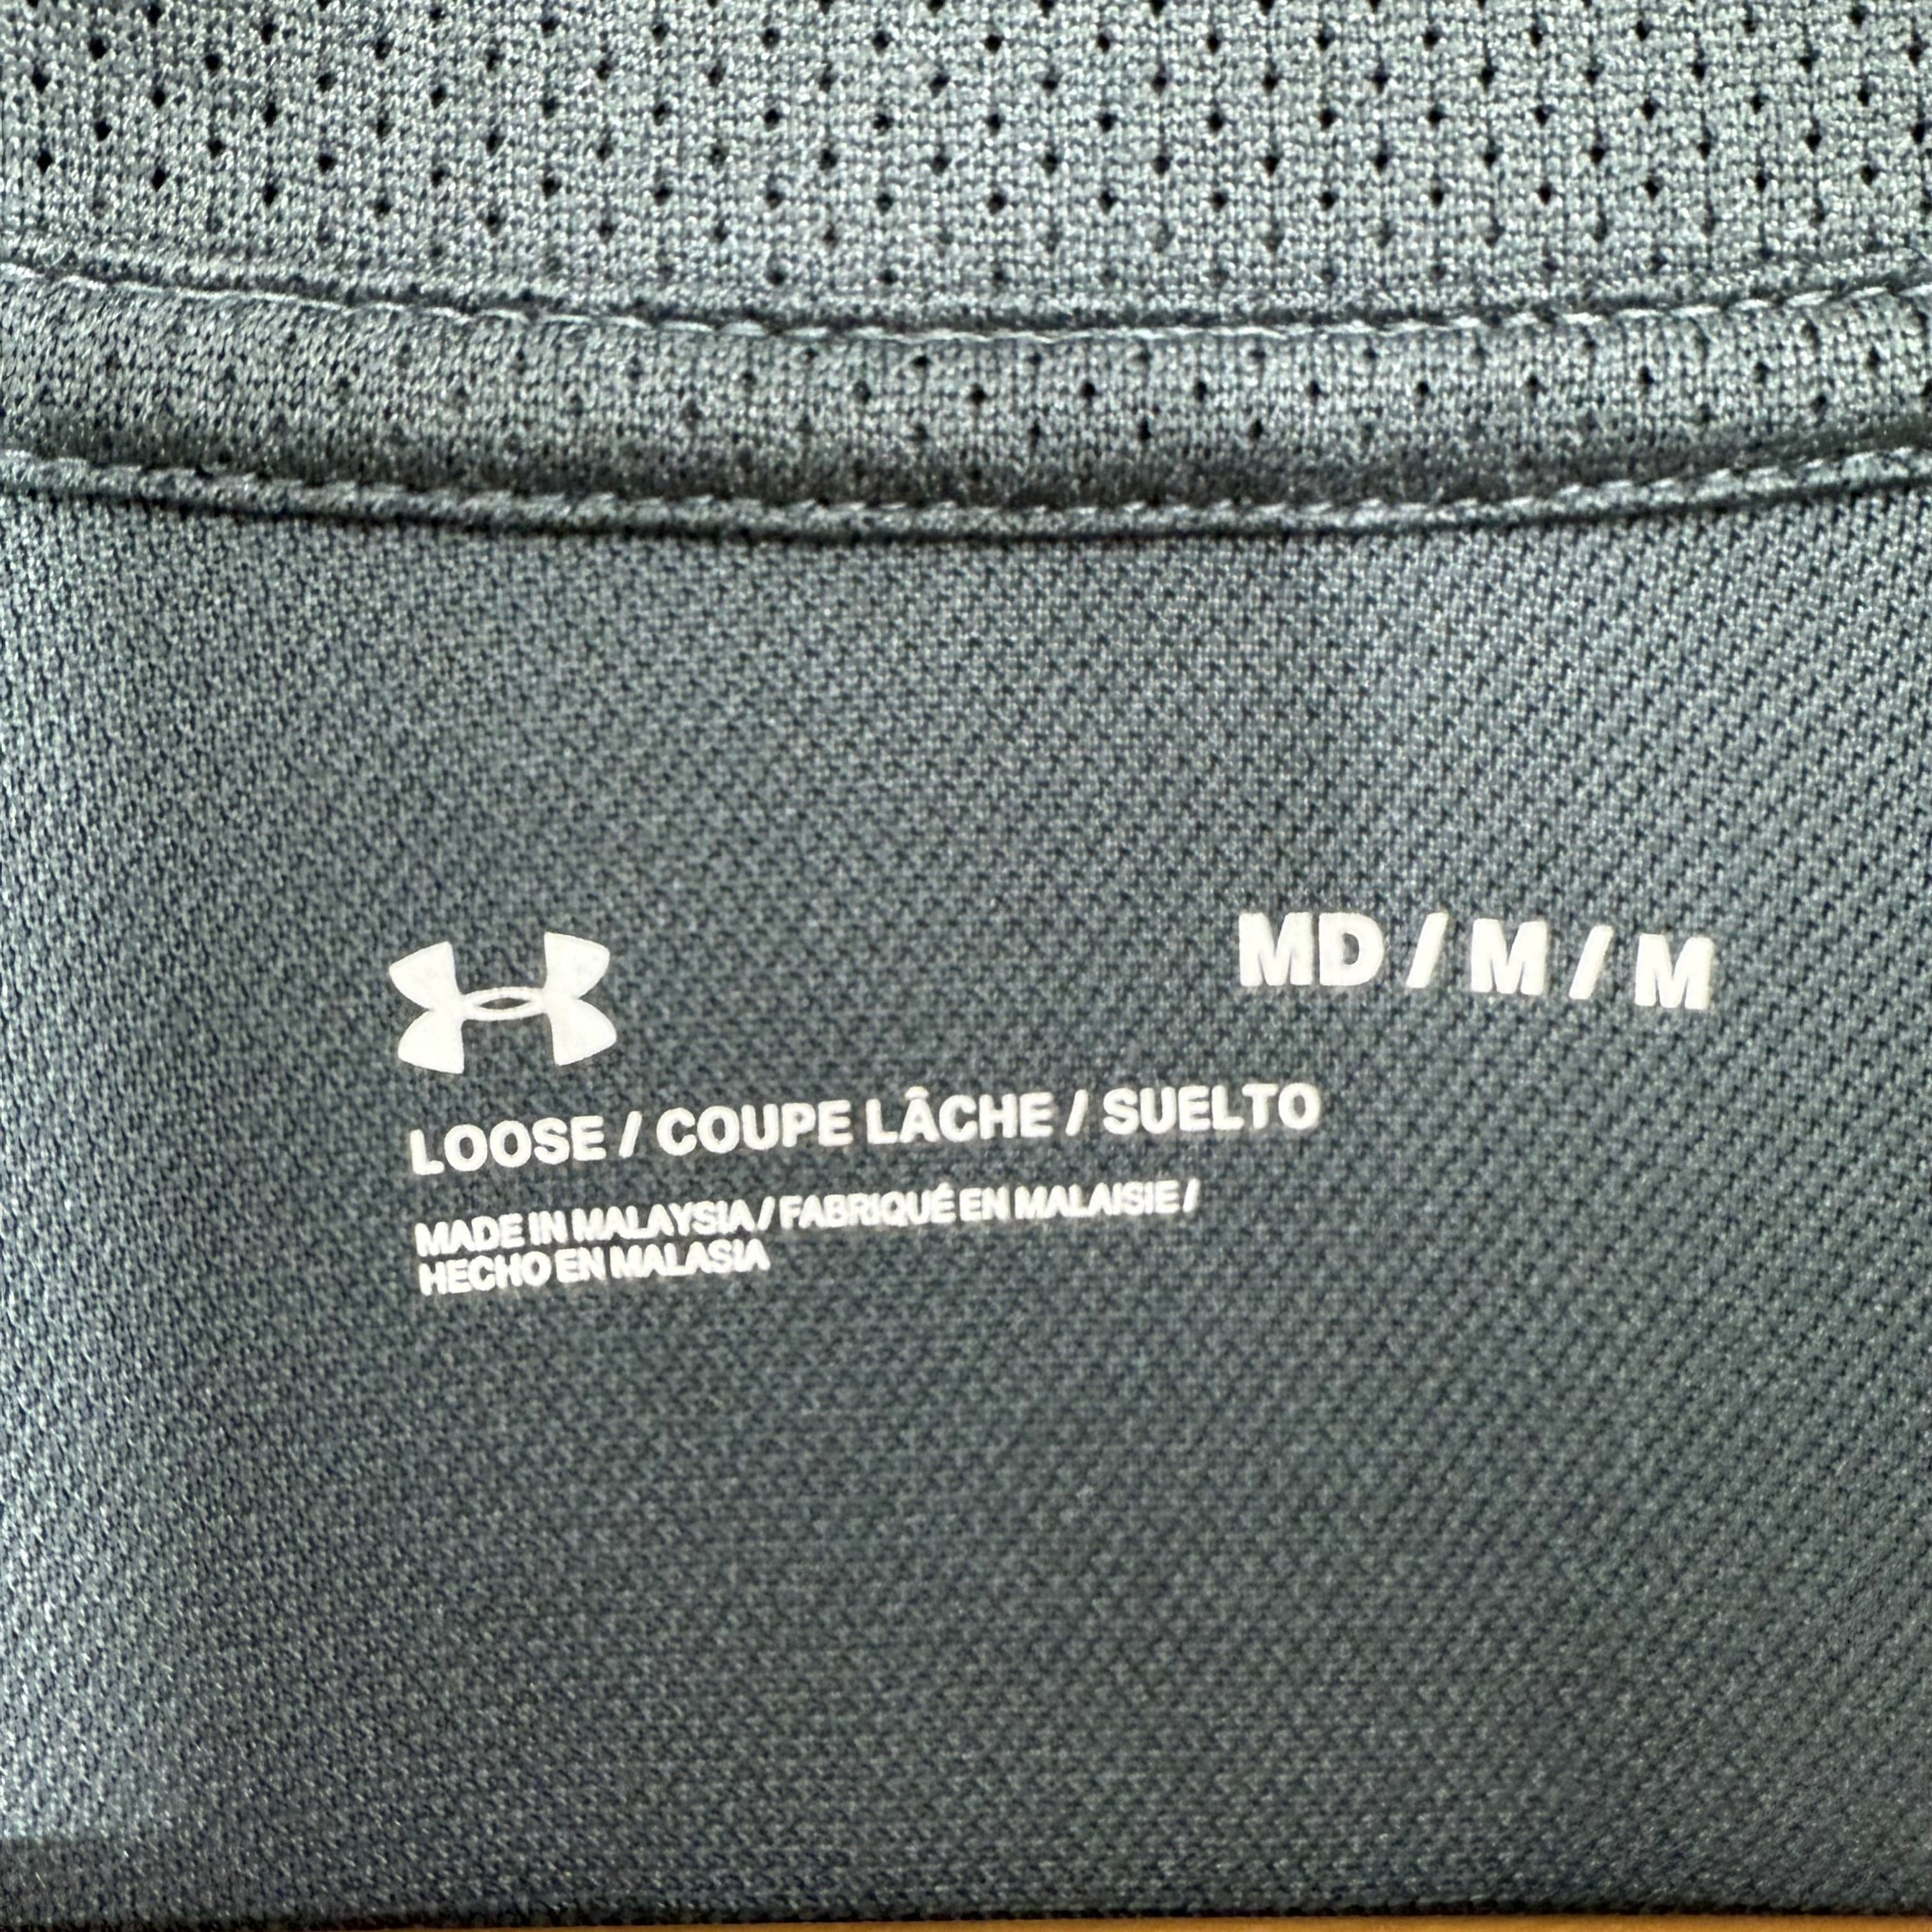 MD / M / M
LOOSE / COUPE LÂCHE / SUELTO
MADE IN MALAYSIA / FABRIQUÉ EN MALAISIE /
HECHO EN MALASIA